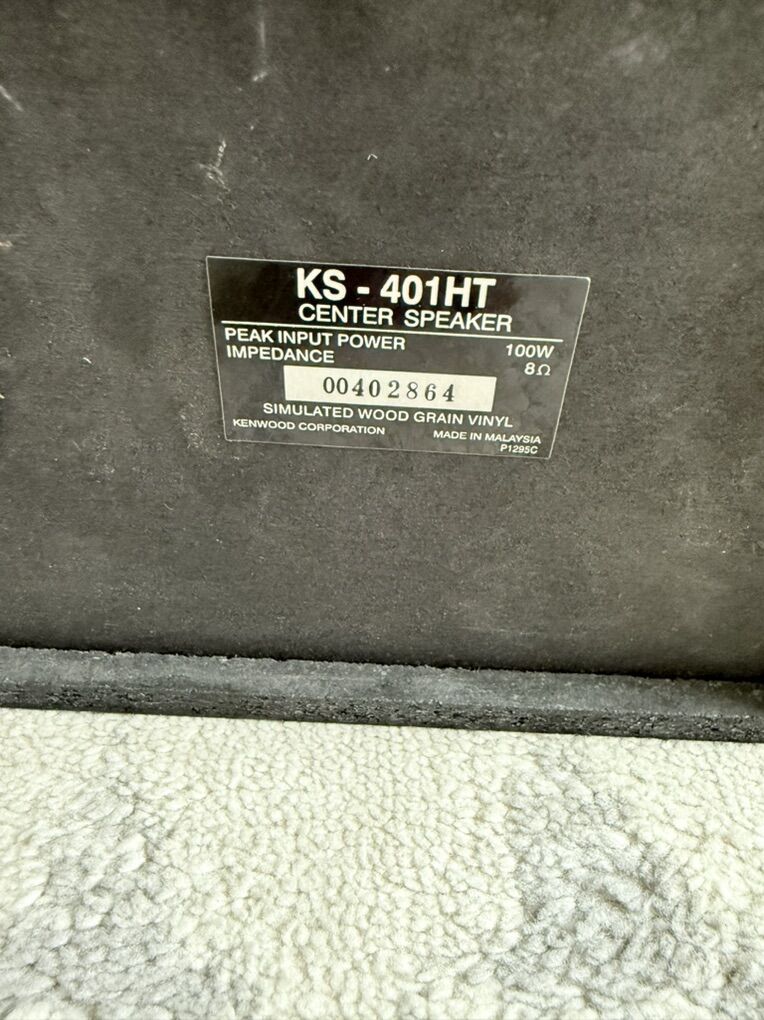 KS - 401HT
CENTER SPEAKER
PEAK INPUT POWER 100W
IMPEDANCE 8Ω
00402864
SIMULATED WOOD GRAIN VINYL
KENWOOD CORPORATION MADE IN MALAYSIA
P1295C